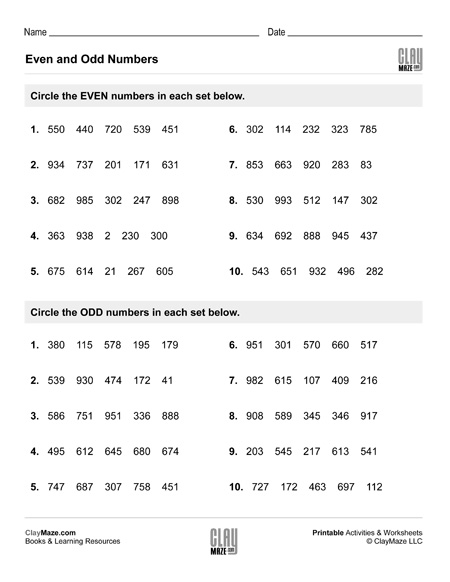 Name Date
Even and Odd Numbers
CLAY
MAZE.com
Circle the EVEN numbers in each set below.
1. 550 440 720 539 451
6. 302 114 232 323 785
2. 934 737 201 171 631
7. 853 663 920 283 83
3. 682 985 302 247 898
8. 530 993 512 147 302
4. 363 938 2 230 300
9. 634 692 888 945 437
5. 675 614 21 267 605
10. 543 651 932 496 282
Circle the ODD numbers in each set below.
1. 380 115 578 195 179
6. 951 301 570 660 517
2. 539 930 474 172 41
7. 982 615 107 409 216
3. 586 751 951 336 888
8. 908 589 345 346 917
4. 495 612 645 680 674
9. 203 545 217 613 541
5. 747 687 307 758 451
10. 727 172 463 697 112
ClayMaze.com
Books & Learning Resources
CLAY
MAZE.com
Printable Activities & Worksheets
© ClayMaze LLC